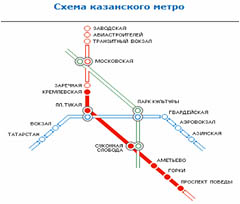 Схема казанского метро
ЗАВОДСКАЯ
АВИАСТРОИТЕЛЕЙ
ТРАНЗИТНЫЙ ВОКЗАЛ
МОСКОВСКАЯ
ЗАРЕЧНАЯ
КРЕМЛЕВСКАЯ
ПЛ.ТУКАЯ
ПАРК КУЛЬТУРЫ
ГВАРДЕЙСКАЯ
ВОКЗАЛ
АЭРОВОКЗАЛ
ТАТАРСТАН
АЗИНСКАЯ
СУКОННАЯ
СЛОБОДА
АМЕТЬЕВО
ГОРКИ
ПРОСПЕКТ ПОБЕДЫ